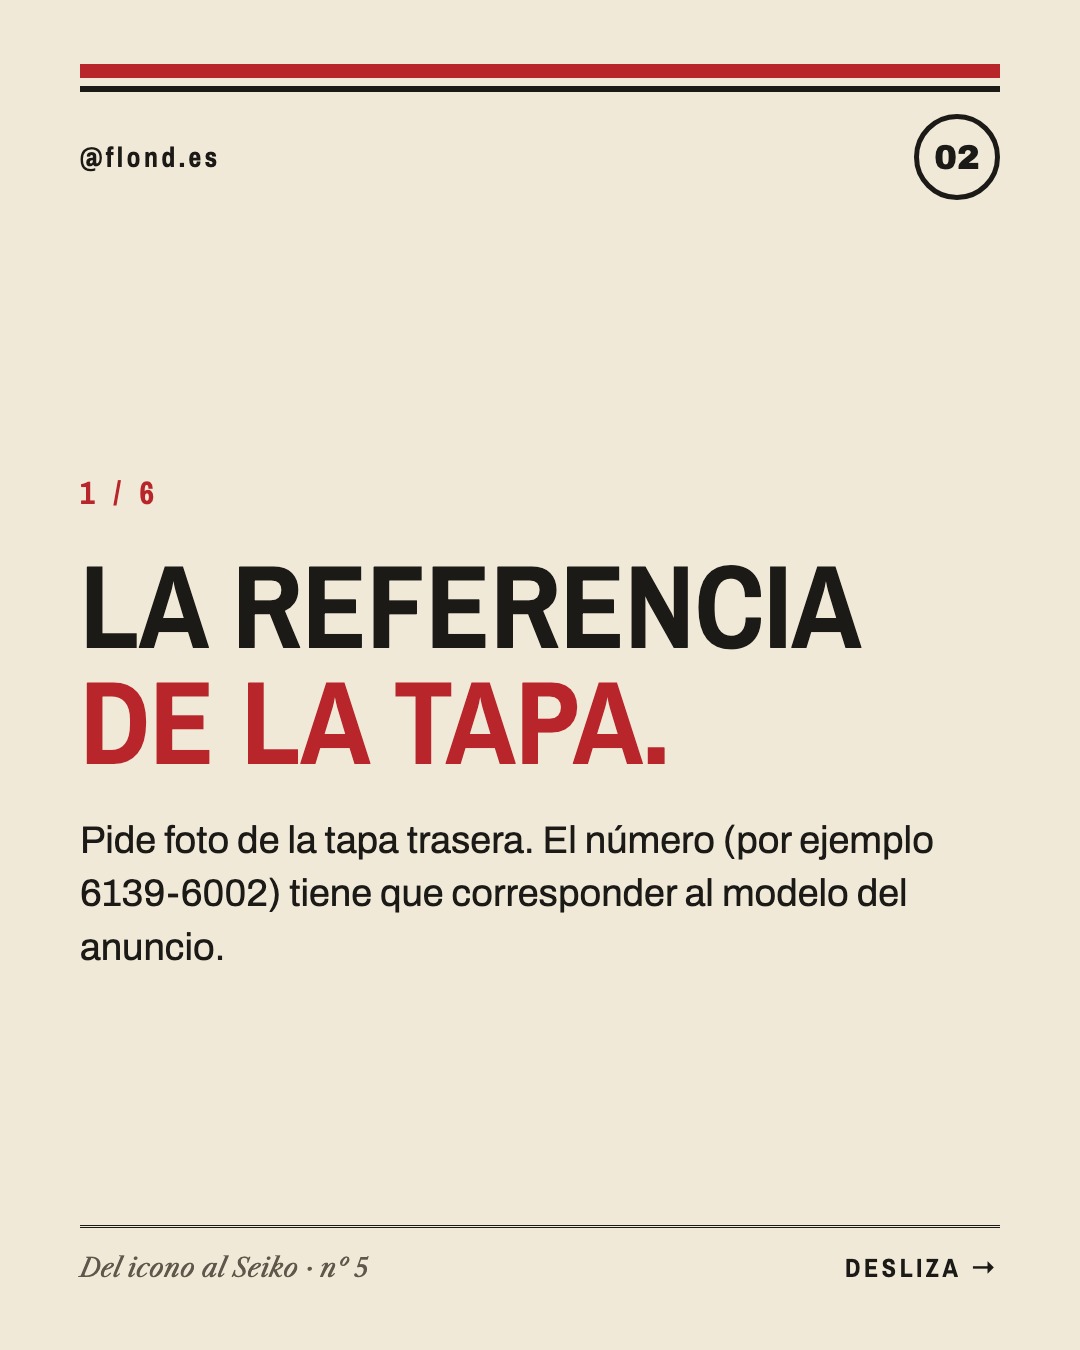 @flond.es
02
1 / 6
LA REFERENCIA
DE LA TAPA.
Pide foto de la tapa trasera. El número (por ejemplo
6139-6002) tiene que corresponder al modelo del
anuncio.
Del icono al Seiko · nº 5
DESLIZA →